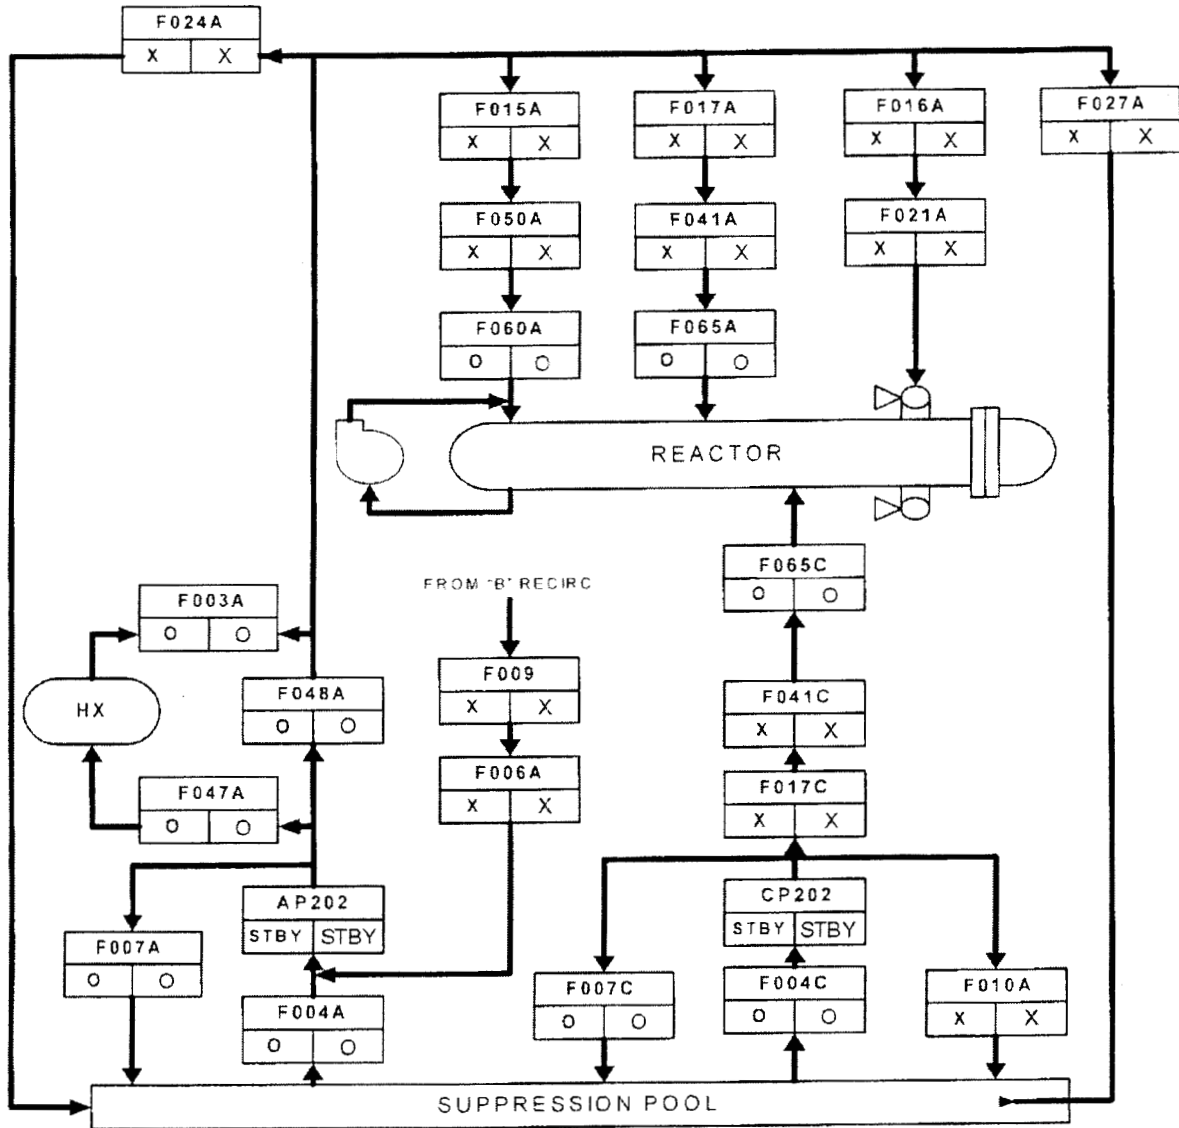 F024A
X X
F015A
X X
F017A
X X
F016A
X X
F027A
X X
F050A
X X
F041A
X X
F021A
X X
F060A
O O
F065A
O O
REACTOR
F065C
O O
FROM "B" RECIRC
F003A
O O
F009
X X
HX
F048A
O O
F041C
X X
F006A
X X
F047A
O O
F017C
X X
AP202
STBY STBY
CP202
STBY STBY
F007A
O O
F007C
O O
F004C
O O
F010A
X X
F004A
O O
SUPPRESSION POOL